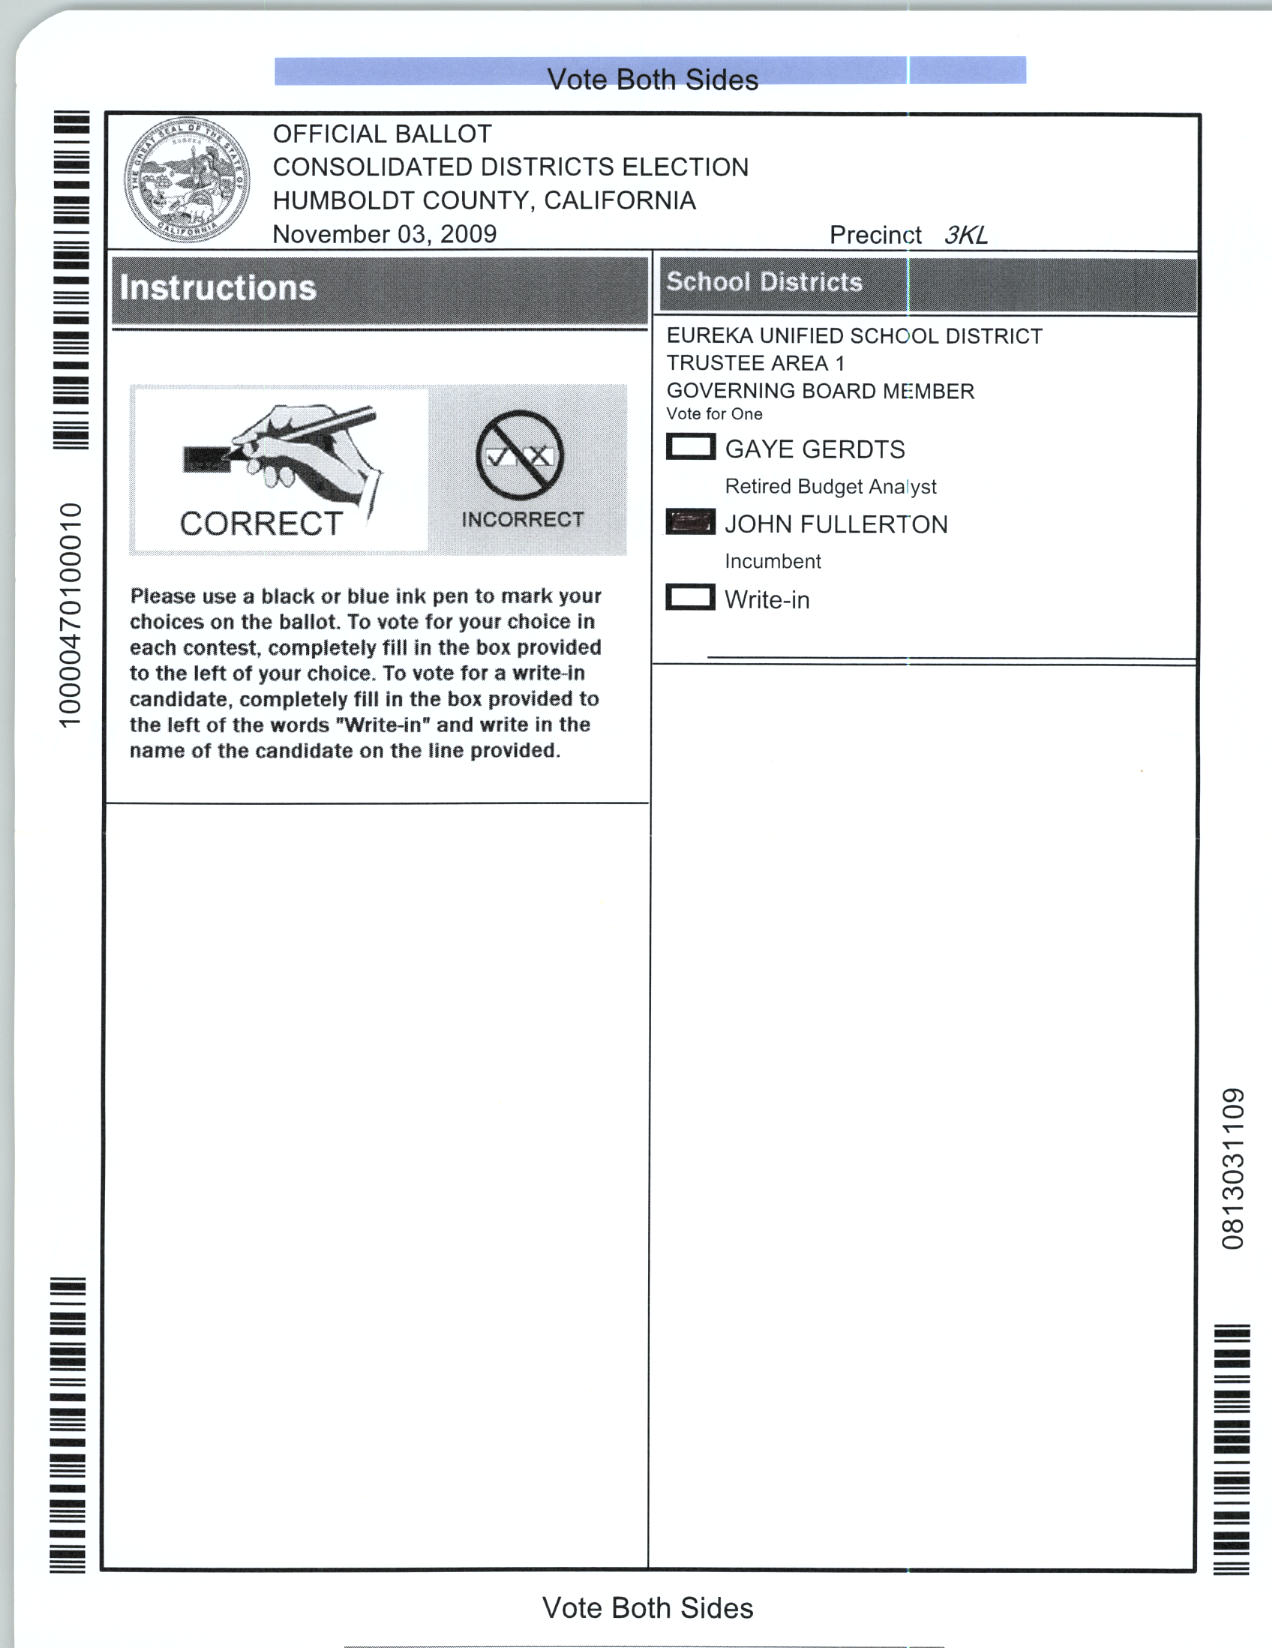 Vote Both Sides
OFFICIAL BALLOT
CONSOLIDATED DISTRICTS ELECTION
HUMBOLDT COUNTY, CALIFORNIA
November 03, 2009
Precinct 3KL
THE GREAT SEAL OF THE STATE OF CALIFORNIA
EUREKA
Instructions
CORRECT
INCORRECT
Please use a black or blue ink pen to mark your
choices on the ballot. To vote for your choice in
each contest, completely fill in the box provided
to the left of your choice. To vote for a write-in
candidate, completely fill in the box provided to
the left of the words "Write-in" and write in the
name of the candidate on the line provided.
School Districts
EUREKA UNIFIED SCHOOL DISTRICT
TRUSTEE AREA 1
GOVERNING BOARD MEMBER
Vote for One
GAYE GERDTS
Retired Budget Analyst
JOHN FULLERTON
Incumbent
Write-in
10000470100010
0813031109
Vote Both Sides